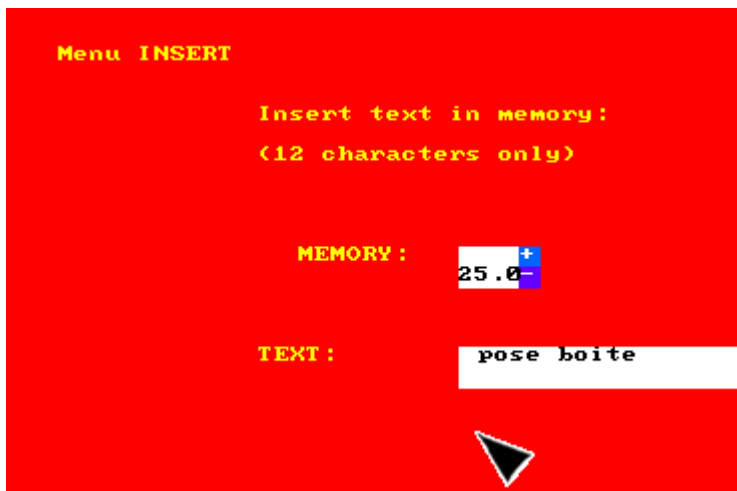 Menu INSERT
Insert text in memory:
(12 characters only)
MEMORY: 25.0 + -
TEXT: pose boite